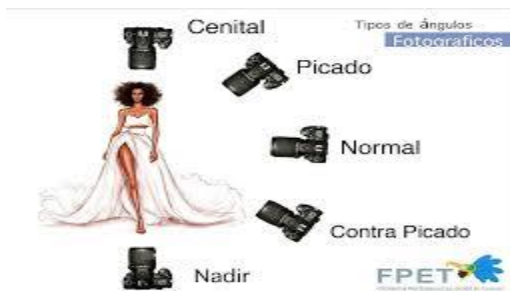 Cenital
Tipos de ángulos
Fotograficos
Picado
Normal
Contra Picado
Nadir
FPET